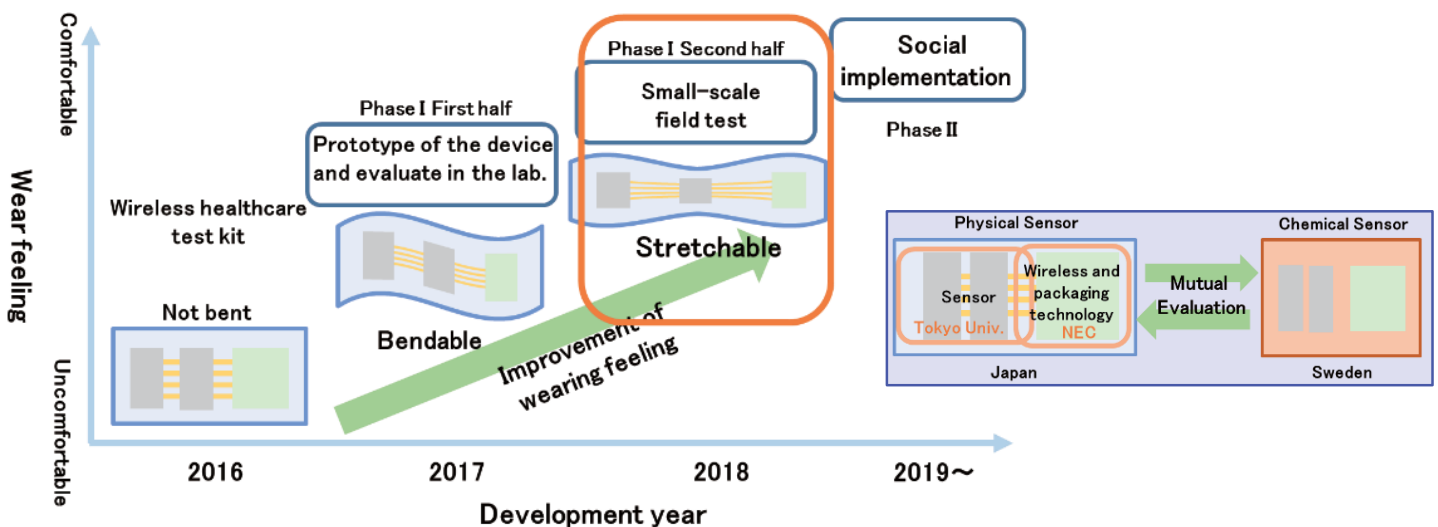 Comfortable
Wear feeling
Uncomfortable
Wireless healthcare
test kit
Not bent
Phase Ⅰ First half
Prototype of the device
and evaluate in the lab.
Bendable
Phase Ⅰ Second half
Small-scale
field test
Stretchable
Improvement of
wearing feeling
Social
implementation
Phase Ⅱ
Physical Sensor
Sensor
Tokyo Univ.
Wireless and
packaging
technology
NEC
Japan
Mutual
Evaluation
Chemical Sensor
Sweden
2016
2017
2018
2019～
Development year